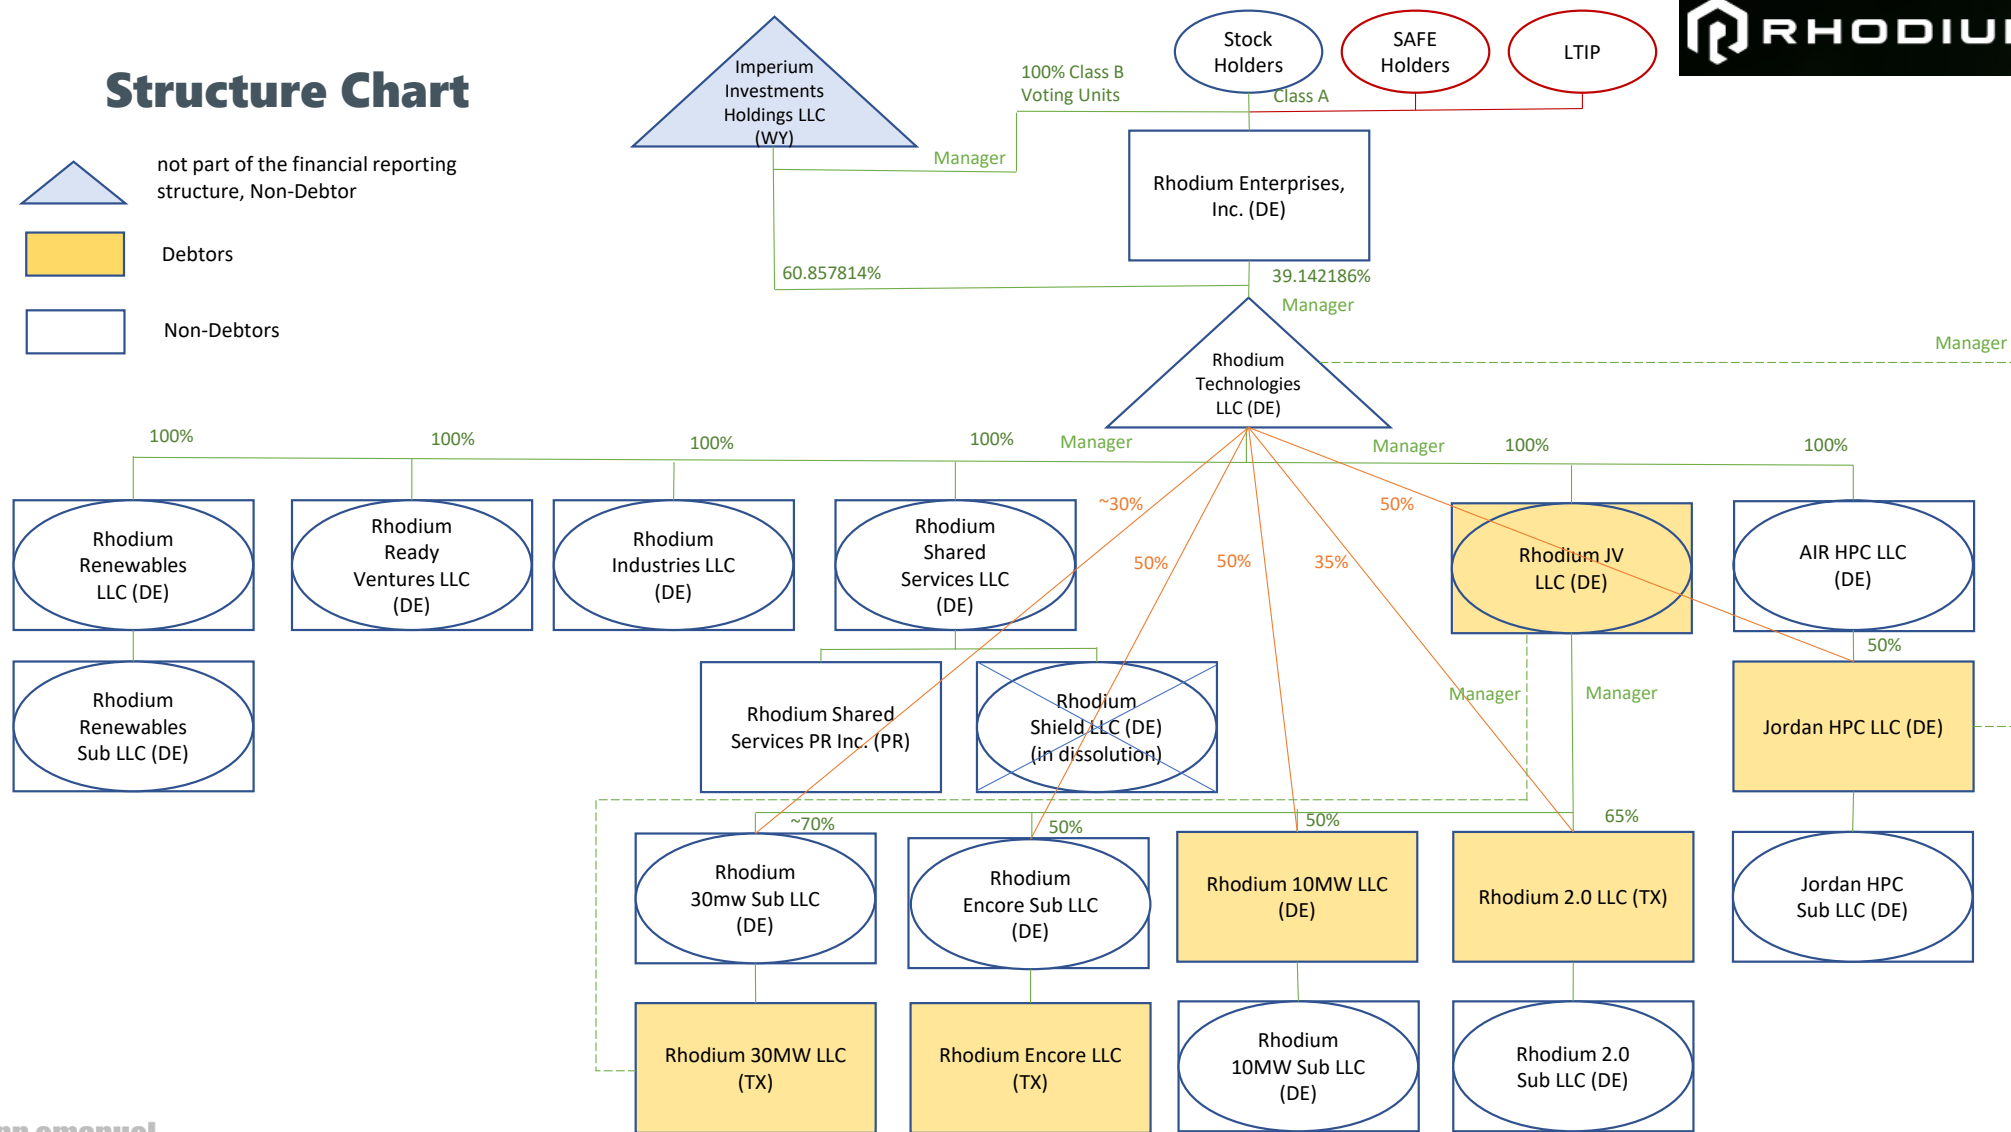 RHODIU
Structure Chart
not part of the financial reporting
structure, Non-Debtor
Debtors
Non-Debtors
Imperium
Investments
Holdings LLC
(WY)
100% Class B
Voting Units
Manager
Stock
Holders
SAFE
Holders
LTIP
Class A
Rhodium Enterprises,
Inc. (DE)
60.857814%
39.142186%
Manager
Rhodium
Technologies
LLC (DE)
Manager
100%
100%
100%
100%
Manager
Manager
100%
100%
Rhodium
Renewables
LLC (DE)
Rhodium
Ready
Ventures LLC
(DE)
Rhodium
Industries LLC
(DE)
Rhodium
Shared
Services LLC
(DE)
~30%
50%
50%
35%
50%
Rhodium JV
LLC (DE)
AIR HPC LLC
(DE)
Rhodium
Renewables
Sub LLC (DE)
Rhodium Shared
Services PR Inc. (PR)
Rhodium
Shield LLC (DE)
(in dissolution)
Manager
Manager
50%
Jordan HPC LLC (DE)
~70%
50%
50%
65%
Rhodium
30mw Sub LLC
(DE)
Rhodium
Encore Sub LLC
(DE)
Rhodium 10MW LLC
(DE)
Rhodium 2.0 LLC (TX)
Jordan HPC
Sub LLC (DE)
Rhodium 30MW LLC
(TX)
Rhodium Encore LLC
(TX)
Rhodium
10MW Sub LLC
(DE)
Rhodium 2.0
Sub LLC (DE)